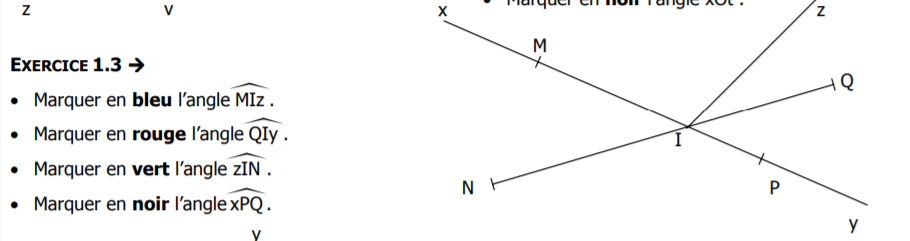 z v
Marquer en noir l'angle xOt .
x
z
EXERCICE 1.3 →
• Marquer en bleu l'angle MIz .
• Marquer en rouge l'angle QIy .
• Marquer en vert l'angle zIN .
• Marquer en noir l'angle xPQ .
M
Q
I
N
P
y
y